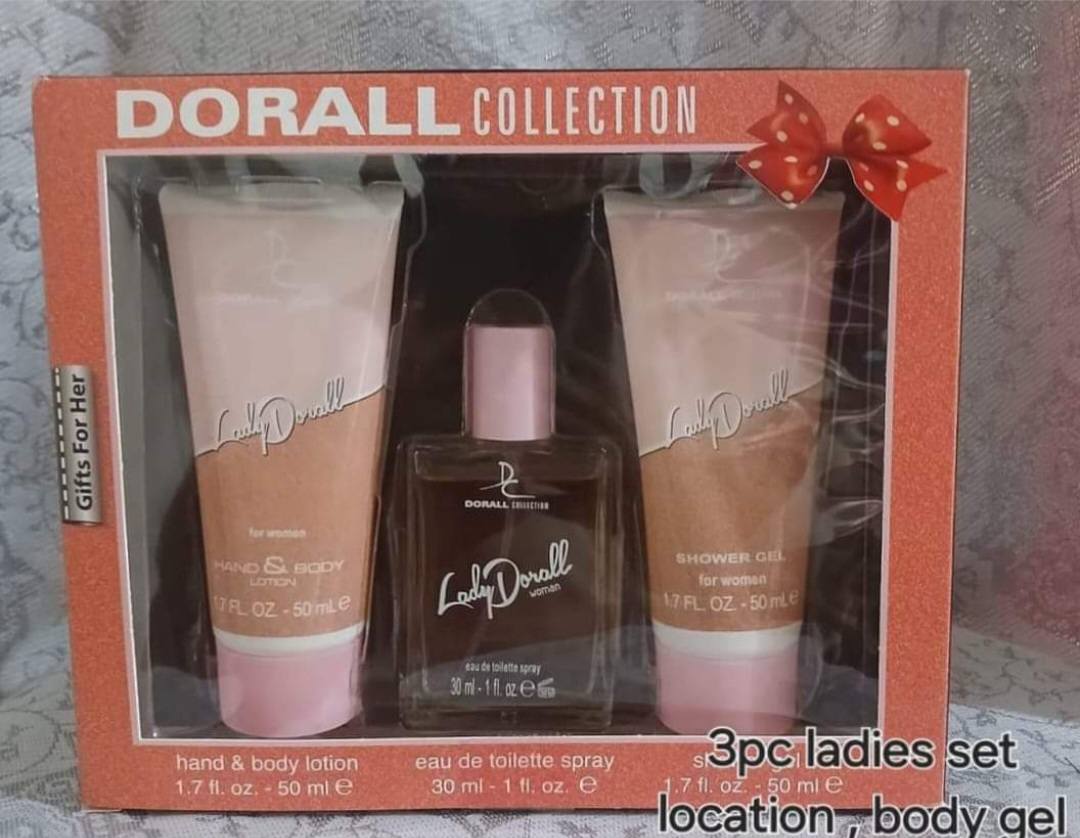 DORALL COLLECTION
Gifts For Her
DC
Lady Dorall
for women
HAND & BODY
LOTION
1.7 FL. OZ. - 50 mL e
DC
DORALL COLLECTION
Lady Dorall
woman
eau de toilette spray
30 ml - 1 fl. oz e
DC
Lady Dorall
SHOWER GEL
for women
1.7 FL. OZ. - 50 mL e
hand & body lotion
1.7 fl. oz. - 50 ml e
eau de toilette spray
30 ml - 1 fl. oz. e
1.7 fl. oz. - 50 ml e
3pc ladies set
location , body gel